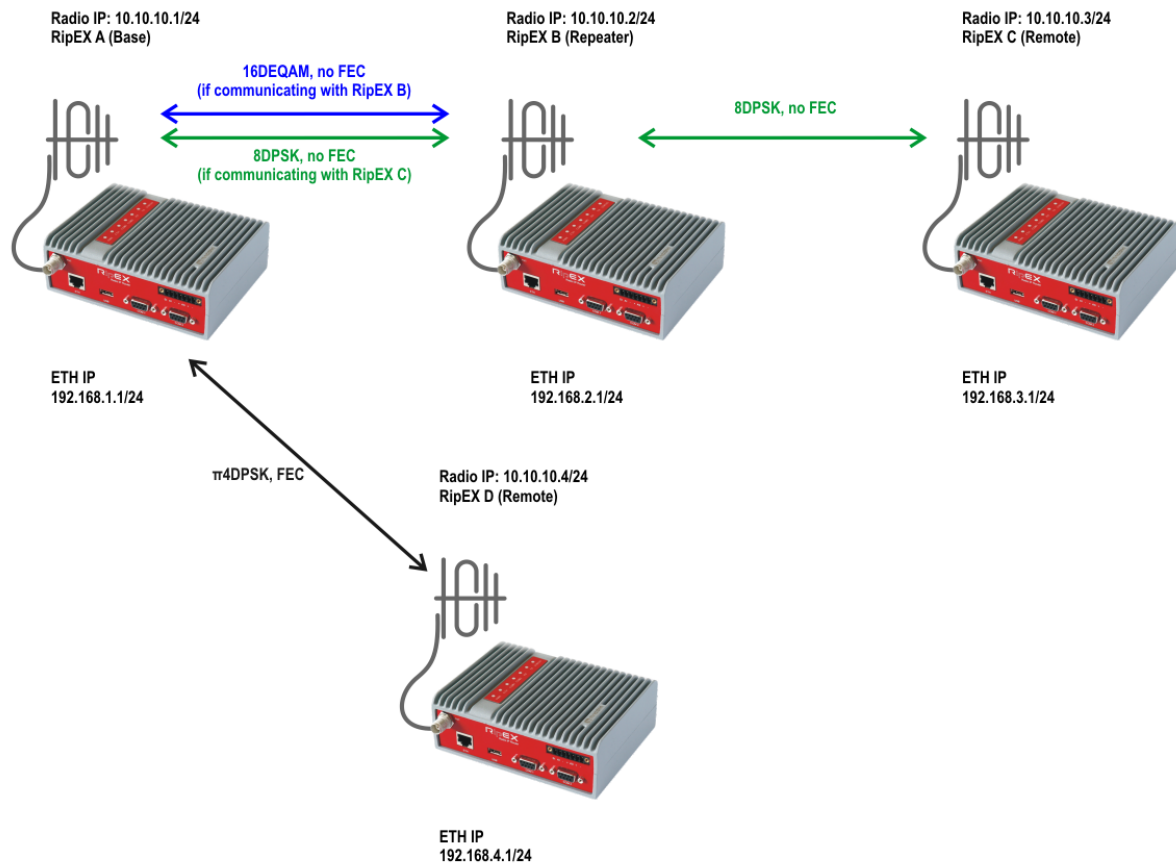 Radio IP: 10.10.10.1/24
RipEX A (Base)
Radio IP: 10.10.10.2/24
RipEX B (Repeater)
Radio IP: 10.10.10.3/24
RipEX C (Remote)
16DEQAM, no FEC
(if communicating with RipEX B)
8DPSK, no FEC
(if communicating with RipEX C)
8DPSK, no FEC
RipEX
RipEX
RipEX
ETH IP
192.168.1.1/24
ETH IP
192.168.2.1/24
ETH IP
192.168.3.1/24
π4DPSK, FEC
Radio IP: 10.10.10.4/24
RipEX D (Remote)
RipEX
ETH IP
192.168.4.1/24